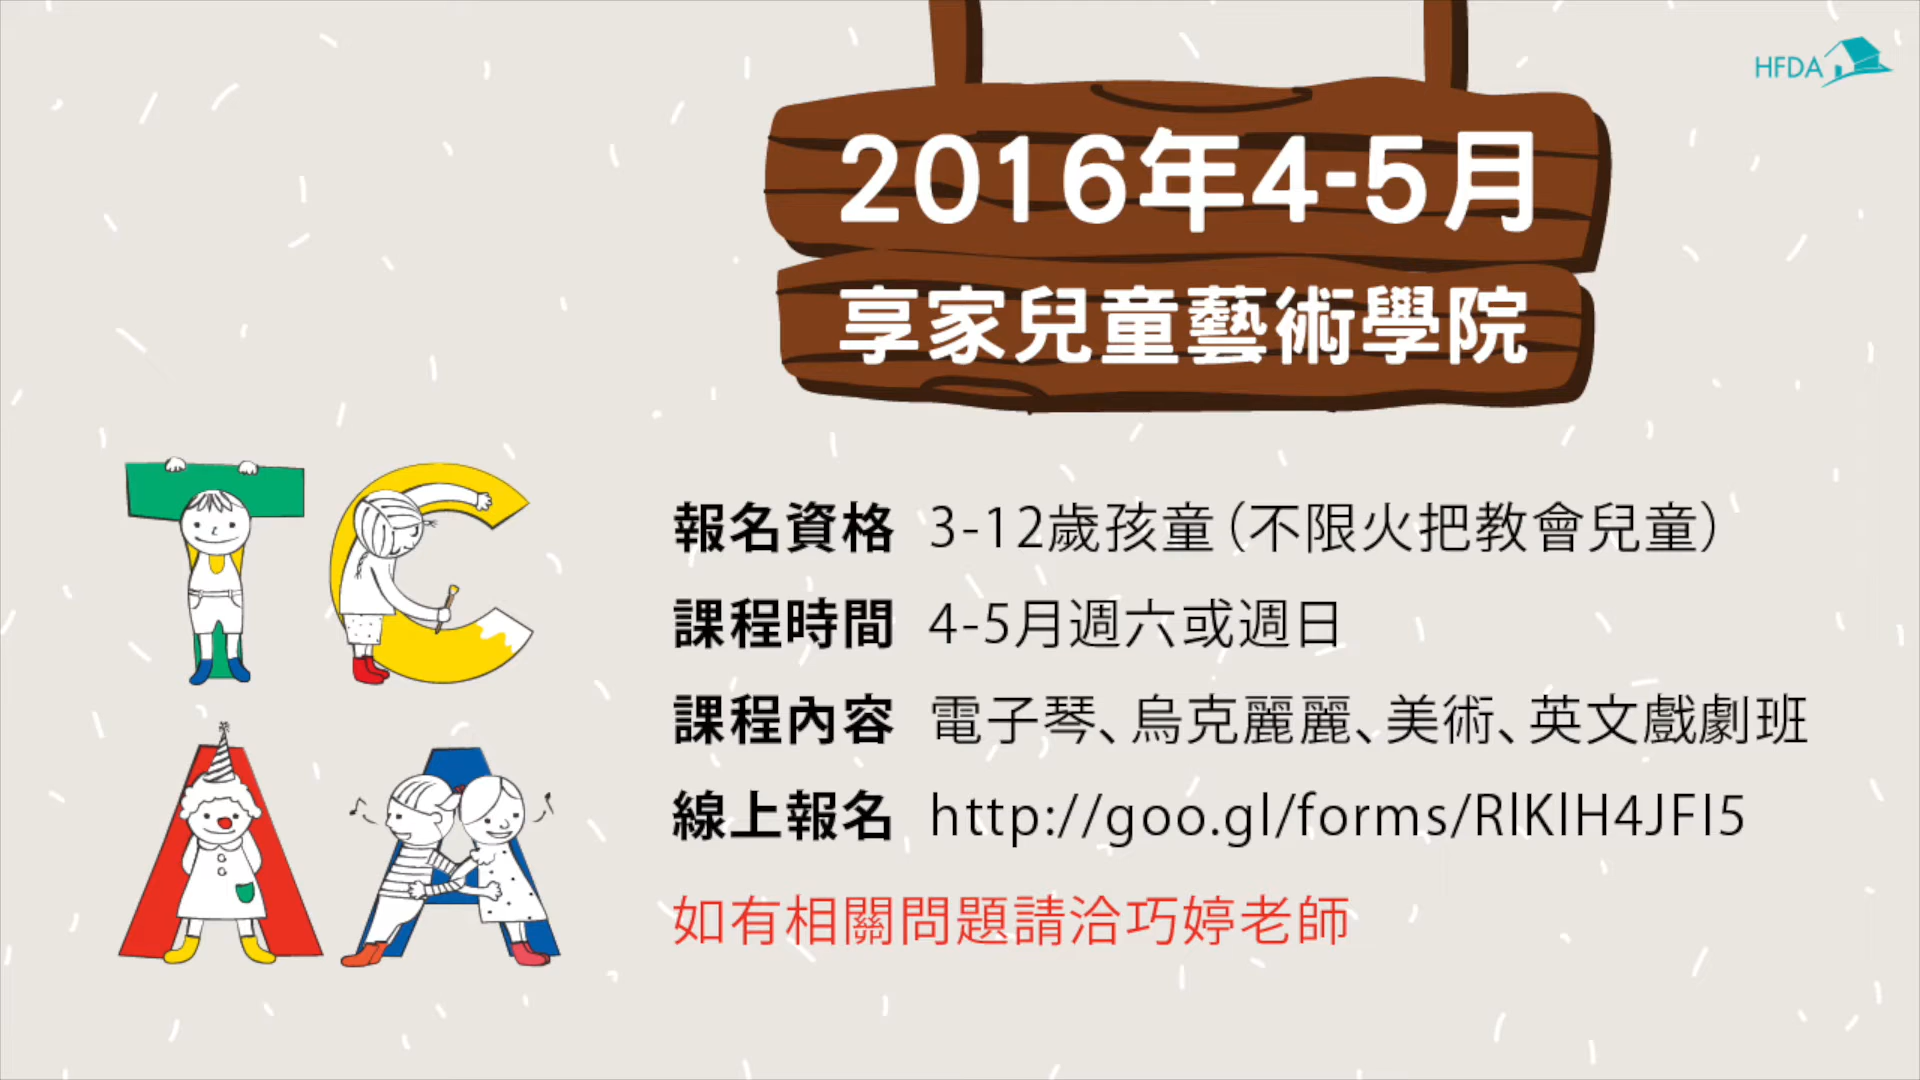 HFDA
2016年4-5月
享家兒童藝術學院
TC
AA
報名資格 3-12歲孩童(不限火把教會兒童)
課程時間 4-5月週六或週日
課程內容 電子琴、烏克麗麗、美術、英文戲劇班
線上報名 http://goo.gl/forms/RlKlH4JFI5
如有相關問題請洽巧婷老師